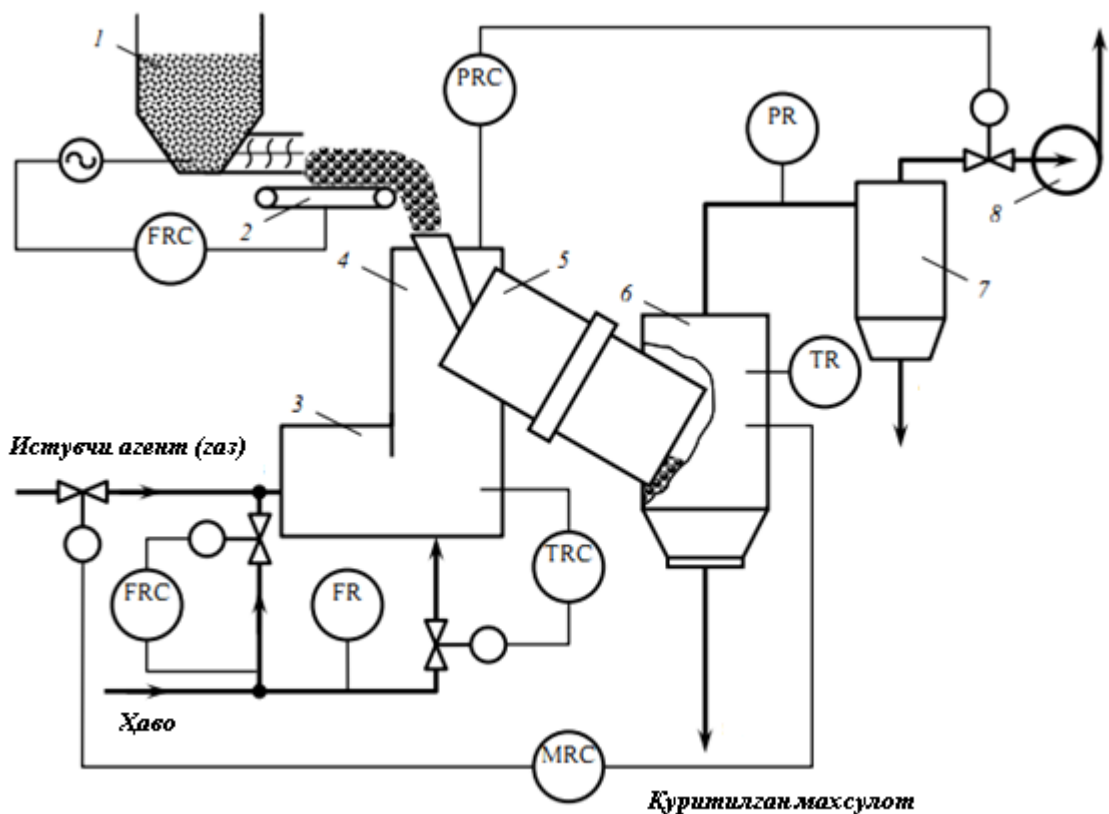 1
PRC
PR
8
FRC
2
4
5
6
7
TR
3
Иствчи агент (газ)
FRC
FR
TRC
Ҳаво
MRC
Қуритилган махсулот